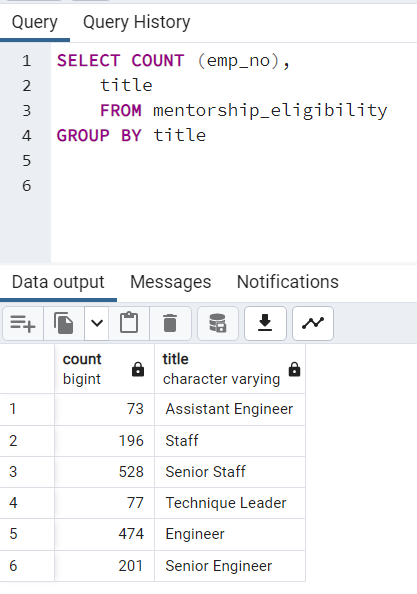 Query Query History
1 SELECT COUNT (emp_no),
2 title
3 FROM mentorship_eligibility
4 GROUP BY title
5
6
Data output Messages Notifications
count title
bigint character varying
1 73 Assistant Engineer
2 196 Staff
3 528 Senior Staff
4 77 Technique Leader
5 474 Engineer
6 201 Senior Engineer